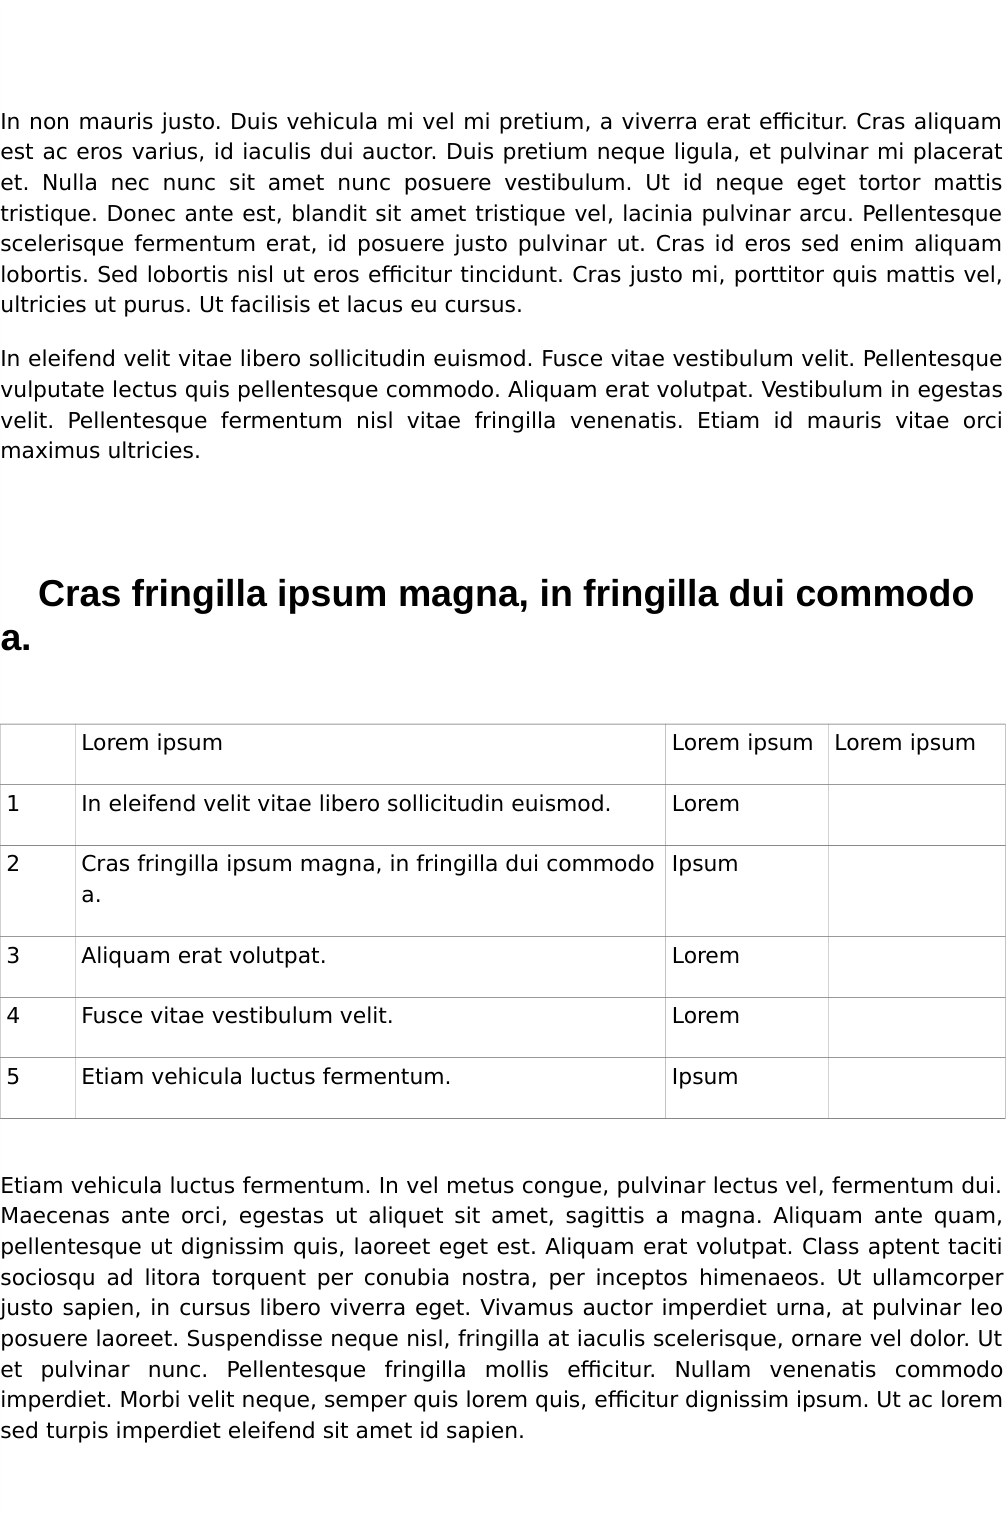 In non mauris justo. Duis vehicula mi vel mi pretium, a viverra erat efficitur. Cras aliquam
est ac eros varius, id iaculis dui auctor. Duis pretium neque ligula, et pulvinar mi placerat
et. Nulla nec nunc sit amet nunc posuere vestibulum. Ut id neque eget tortor mattis
tristique. Donec ante est, blandit sit amet tristique vel, lacinia pulvinar arcu. Pellentesque
scelerisque fermentum erat, id posuere justo pulvinar ut. Cras id eros sed enim aliquam
lobortis. Sed lobortis nisl ut eros efficitur tincidunt. Cras justo mi, porttitor quis mattis vel,
ultricies ut purus. Ut facilisis et lacus eu cursus.
In eleifend velit vitae libero sollicitudin euismod. Fusce vitae vestibulum velit. Pellentesque
vulputate lectus quis pellentesque commodo. Aliquam erat volutpat. Vestibulum in egestas
velit. Pellentesque fermentum nisl vitae fringilla venenatis. Etiam id mauris vitae orci
maximus ultricies.
Cras fringilla ipsum magna, in fringilla dui commodo
a.
Lorem ipsum Lorem ipsum Lorem ipsum
1 In eleifend velit vitae libero sollicitudin euismod. Lorem
2 Cras fringilla ipsum magna, in fringilla dui commodo Ipsum
a.
3 Aliquam erat volutpat. Lorem
4 Fusce vitae vestibulum velit. Lorem
5 Etiam vehicula luctus fermentum. Ipsum
Etiam vehicula luctus fermentum. In vel metus congue, pulvinar lectus vel, fermentum dui.
Maecenas ante orci, egestas ut aliquet sit amet, sagittis a magna. Aliquam ante quam,
pellentesque ut dignissim quis, laoreet eget est. Aliquam erat volutpat. Class aptent taciti
sociosqu ad litora torquent per conubia nostra, per inceptos himenaeos. Ut ullamcorper
justo sapien, in cursus libero viverra eget. Vivamus auctor imperdiet urna, at pulvinar leo
posuere laoreet. Suspendisse neque nisl, fringilla at iaculis scelerisque, ornare vel dolor. Ut
et pulvinar nunc. Pellentesque fringilla mollis efficitur. Nullam venenatis commodo
imperdiet. Morbi velit neque, semper quis lorem quis, efficitur dignissim ipsum. Ut ac lorem
sed turpis imperdiet eleifend sit amet id sapien.